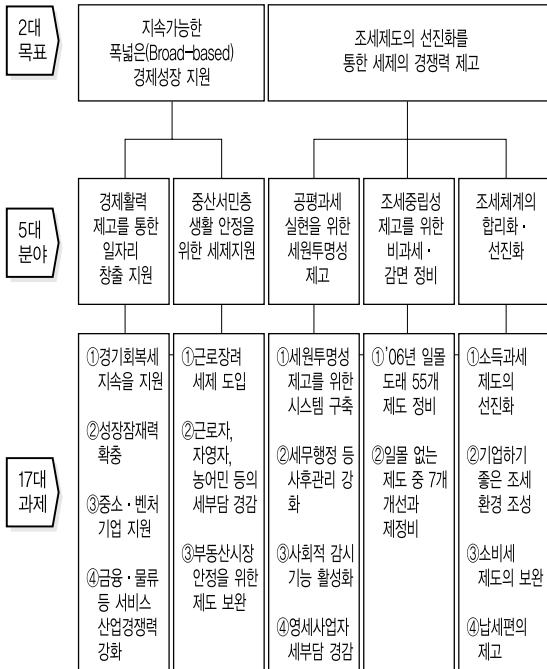 2대
목표
지속가능한
폭넓은(Broad-based)
경제성장 지원
조세제도의 선진화를
통한 세제의 경쟁력 제고
5대
분야
경제활력
제고를 통한
일자리
창출 지원
중산서민층
생활 안정을
위한 세제지원
공평과세
실현을 위한
세원투명성
제고
조세중립성
제고를 위한
비과세·
감면 정비
조세체계의
합리화·
선진화
17대
과제
①경기회복세
지속을 지원
②성장잠재력
확충
③중소·벤처
기업 지원
④금융·물류
등 서비스
산업경쟁력
강화
①근로장려
세제 도입
②근로자,
자영자,
농어민 등의
세부담 경감
③부동산시장
안정을 위한
제도 보완
①세원투명성
제고를 위한
시스템 구축
②세무행정 등
사후관리 강
화
③사회적 감시
기능 활성화
④영세사업자
세부담 경감
①'06년 일몰
도래 55개
제도 정비
②일몰 없는
제도 중 7개
개선과
제정비
①소득과세
제도의
선진화
②기업하기
좋은 조세
환경 조성
③소비세
제도의 보완
④납세편의
제고